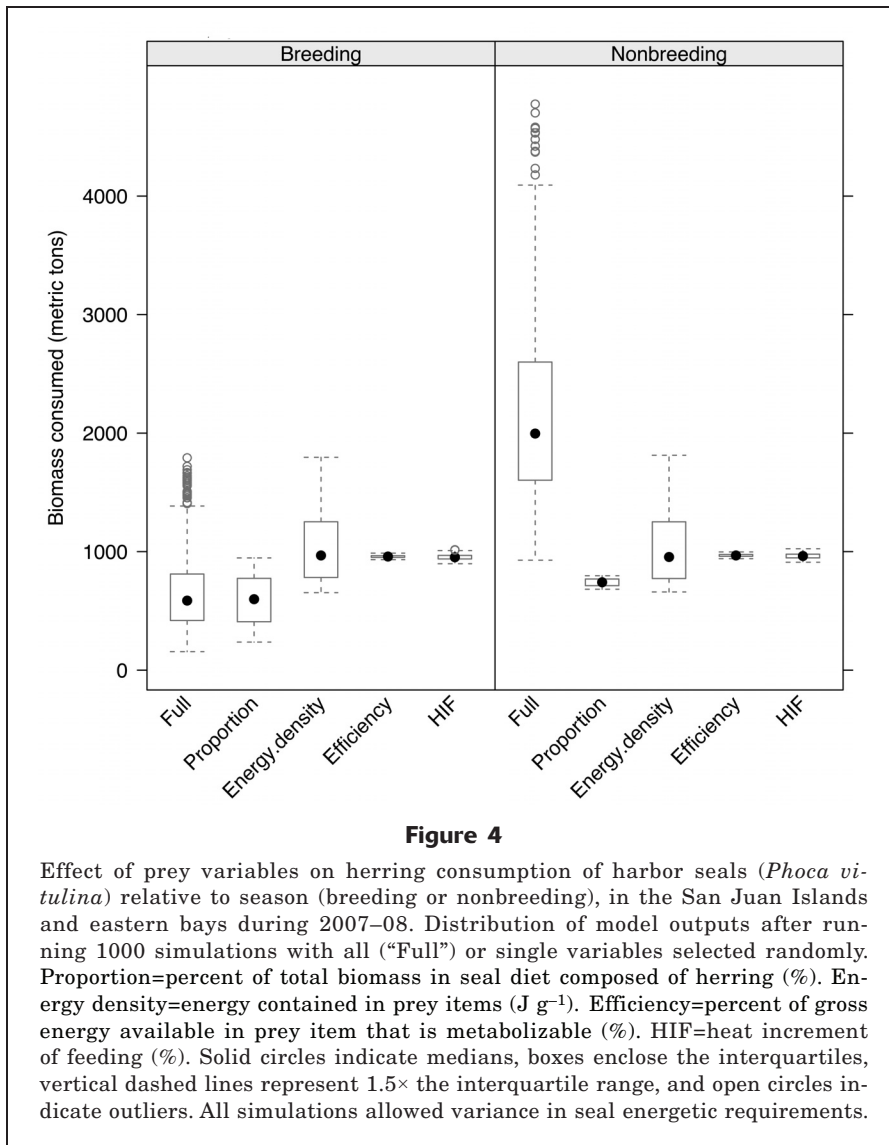 Breeding Nonbreeding
Biomass consumed (metric tons)
4000
3000
2000
1000
0
Full Proportion Energy.density Efficiency HIF Full Proportion Energy.density Efficiency HIF
Figure 4
Effect of prey variables on herring consumption of harbor seals (Phoca vi-
tulina) relative to season (breeding or nonbreeding), in the San Juan Islands
and eastern bays during 2007–08. Distribution of model outputs after run-
ning 1000 simulations with all (“Full”) or single variables selected randomly.
Proportion=percent of total biomass in seal diet composed of herring (%). En-
ergy density=energy contained in prey items (J g⁻¹). Efficiency=percent of gross
energy available in prey item that is metabolizable (%). HIF=heat increment
of feeding (%). Solid circles indicate medians, boxes enclose the interquartiles,
vertical dashed lines represent 1.5× the interquartile range, and open circles in-
dicate outliers. All simulations allowed variance in seal energetic requirements.